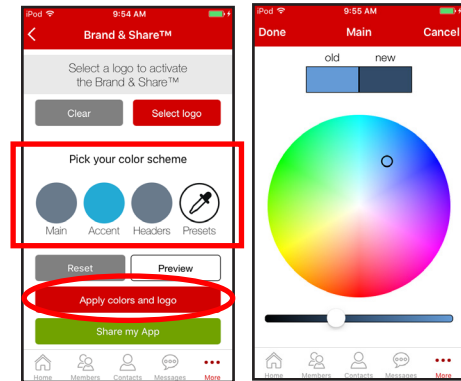 iPod 9:54 AM
Brand & Share™
Select a logo to activate
the Brand & Share™
Clear Select logo
Pick your color scheme
Main Accent Headers Presets
Reset Preview
Apply colors and logo
Share my App
Home Members Contacts Messages More
iPod 9:55 AM
Done Main Cancel
old new
Home Members Contacts Messages More